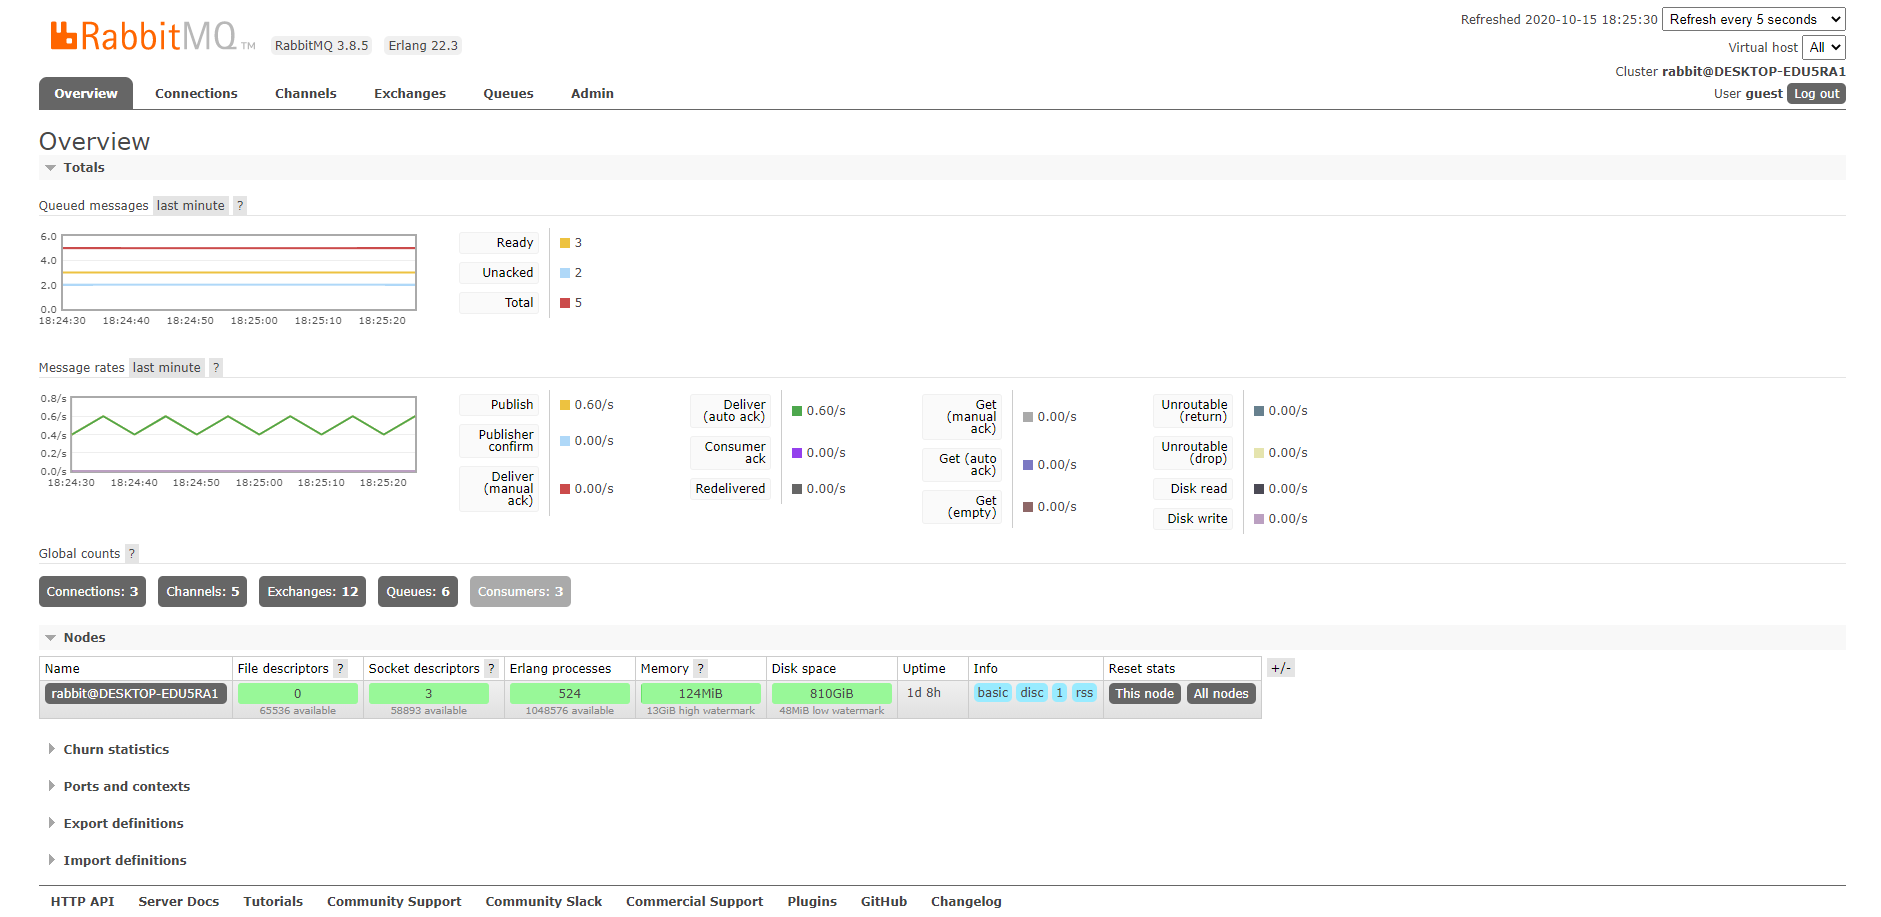 RabbitMQ TM RabbitMQ 3.8.5 Erlang 22.3
Refreshed 2020-10-15 18:25:30 Refresh every 5 seconds
Virtual host All
Cluster rabbit@DESKTOP-EDU5RA1
User guest Log out
Overview Connections Channels Exchanges Queues Admin
Overview
Totals
Queued messages last minute ?
6.0
4.0
2.0
0.0
18:24:30 18:24:40 18:24:50 18:25:00 18:25:10 18:25:20
Ready 3
Unacked 2
Total 5
Message rates last minute ?
0.8/s
0.6/s
0.4/s
0.2/s
0.0/s
18:24:30 18:24:40 18:24:50 18:25:00 18:25:10 18:25:20
Publish 0.60/s
Publisher
confirm 0.00/s
Deliver
(manual
ack) 0.00/s
Deliver
(auto ack) 0.60/s
Consumer
ack 0.00/s
Redelivered 0.00/s
Get
(manual
ack) 0.00/s
Get (auto
ack) 0.00/s
Get
(empty) 0.00/s
Unroutable
(return) 0.00/s
Unroutable
(drop) 0.00/s
Disk read 0.00/s
Disk write 0.00/s
Global counts ?
Connections: 3 Channels: 5 Exchanges: 12 Queues: 6 Consumers: 3
Nodes
Name File descriptors ? Socket descriptors ? Erlang processes Memory ? Disk space Uptime Info Reset stats +/-
rabbit@DESKTOP-EDU5RA1 0 3 524 124MiB 810GiB 1d 8h basic disc 1 rss This node All nodes
65536 available 58893 available 1048576 available 13GiB high watermark 48MiB low watermark
Churn statistics
Ports and contexts
Export definitions
Import definitions
HTTP API Server Docs Tutorials Community Support Community Slack Commercial Support Plugins GitHub Changelog